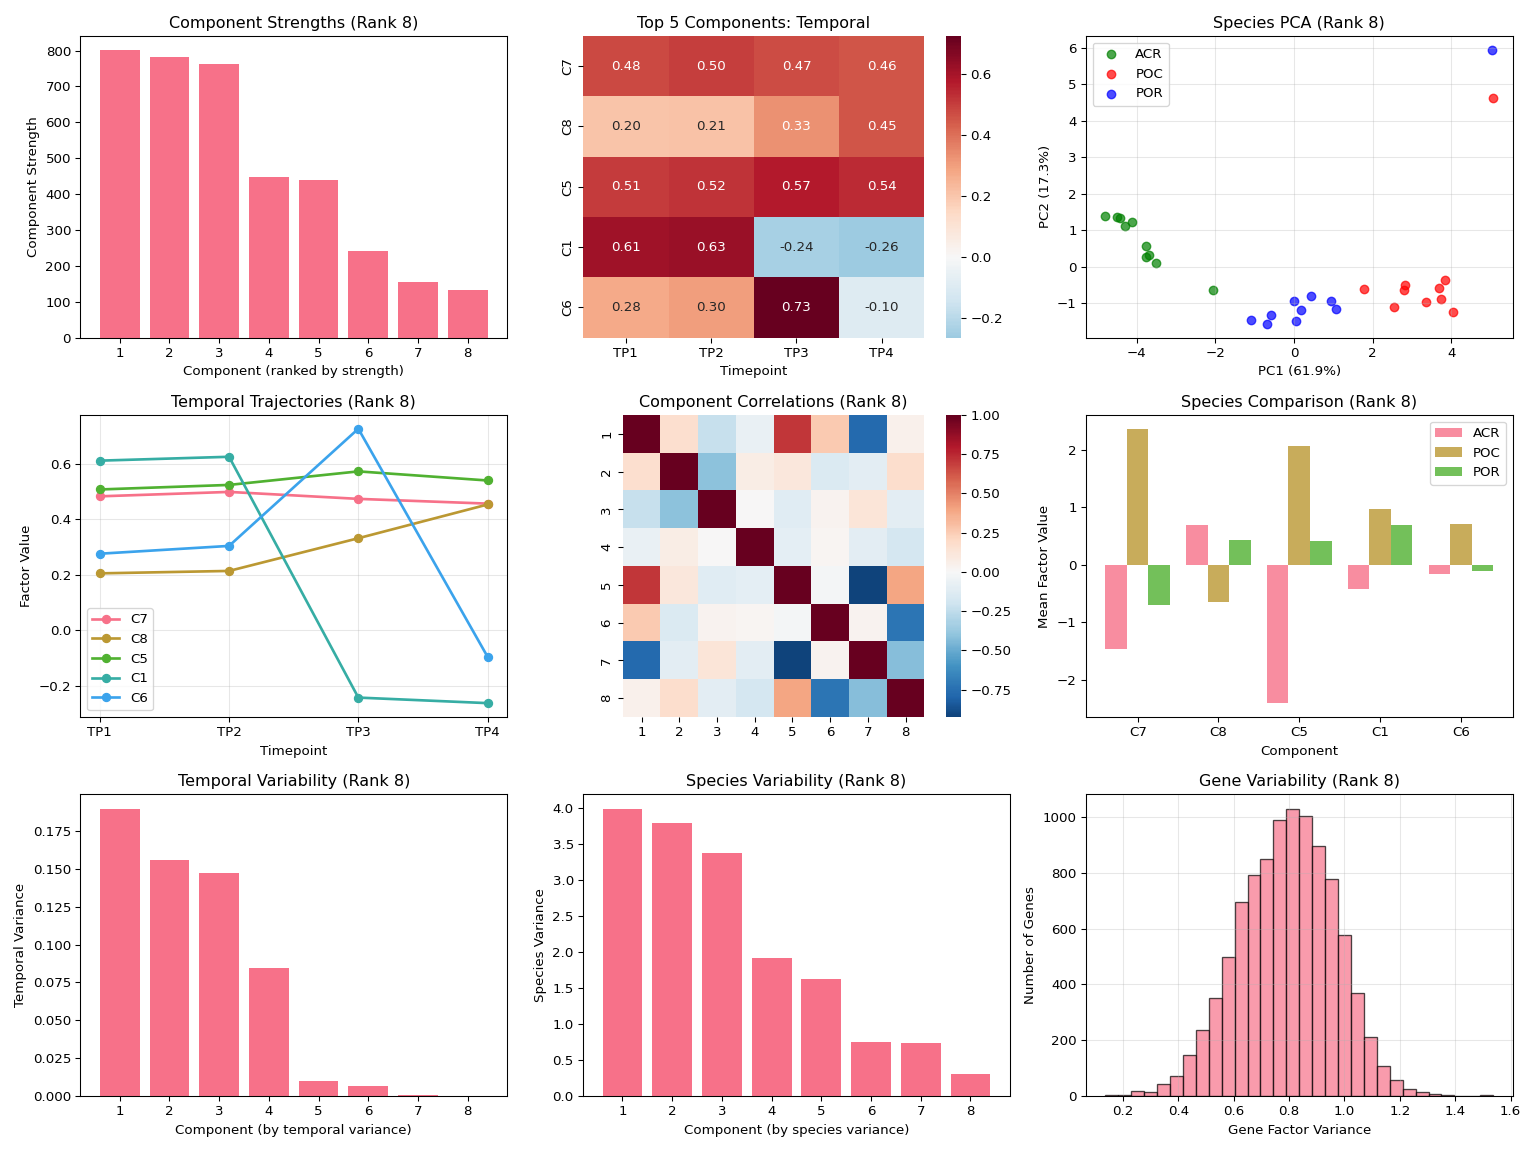 Component Strengths (Rank 8)
Component Strength
800
700
600
500
400
300
200
100
0
1 2 3 4 5 6 7 8
Component (ranked by strength)
Top 5 Components: Temporal
C7 0.48 0.50 0.47 0.46
C8 0.20 0.21 0.33 0.45
C5 0.51 0.52 0.57 0.54
C1 0.61 0.63 -0.24 -0.26
C6 0.28 0.30 0.73 -0.10
TP1 TP2 TP3 TP4
Timepoint
0.6
0.4
0.2
0.0
−0.2
Species PCA (Rank 8)
ACR
POC
POR
PC2 (17.3%)
6
5
4
3
2
1
0
−1
−4 −2 0 2 4
PC1 (61.9%)
Temporal Trajectories (Rank 8)
Factor Value
0.6
0.4
0.2
0.0
−0.2
C7
C8
C5
C1
C6
TP1 TP2 TP3 TP4
Timepoint
Component Correlations (Rank 8)
1
2
3
4
5
6
7
8
1 2 3 4 5 6 7 8
1.00
0.75
0.50
0.25
0.00
−0.25
−0.50
−0.75
Species Comparison (Rank 8)
ACR
POC
POR
Mean Factor Value
2
1
0
−1
−2
C7 C8 C5 C1 C6
Component
Temporal Variability (Rank 8)
Temporal Variance
0.175
0.150
0.125
0.100
0.075
0.050
0.025
0.000
1 2 3 4 5 6 7 8
Component (by temporal variance)
Species Variability (Rank 8)
Species Variance
4.0
3.5
3.0
2.5
2.0
1.5
1.0
0.5
0.0
1 2 3 4 5 6 7 8
Component (by species variance)
Gene Variability (Rank 8)
Number of Genes
1000
800
600
400
200
0
0.2 0.4 0.6 0.8 1.0 1.2 1.4 1.6
Gene Factor Variance